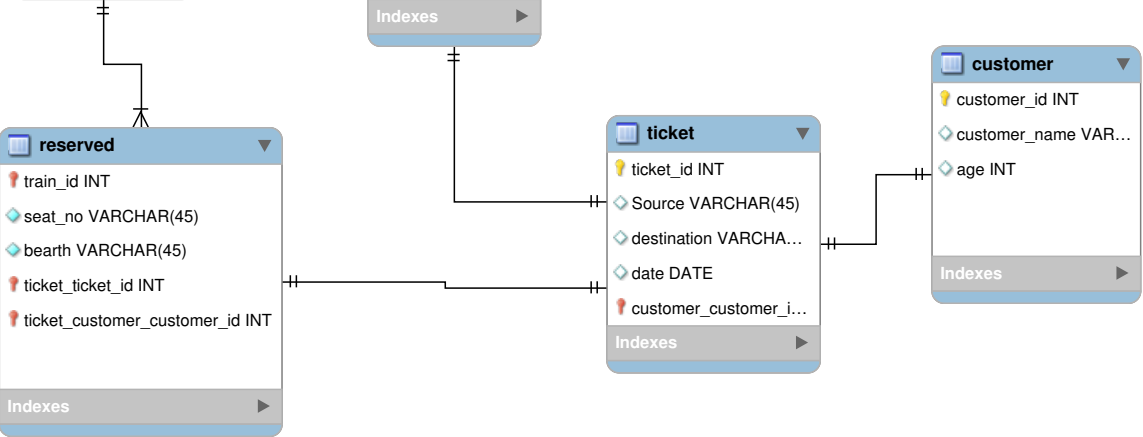 Indexes
customer
customer_id INT
customer_name VAR...
age INT
Indexes
reserved
train_id INT
seat_no VARCHAR(45)
bearth VARCHAR(45)
ticket_ticket_id INT
ticket_customer_customer_id INT
Indexes
ticket
ticket_id INT
Source VARCHAR(45)
destination VARCHA...
date DATE
customer_customer_i...
Indexes